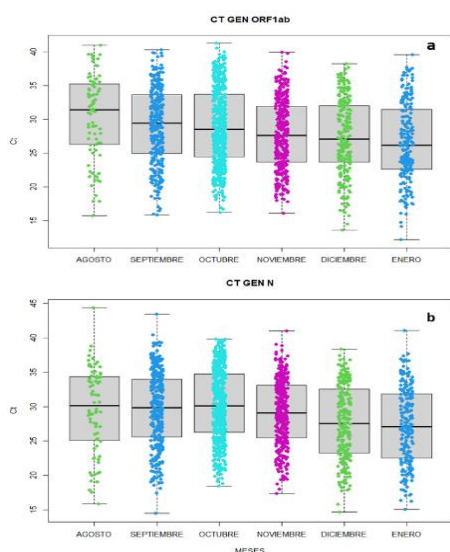 CT GEN ORF1ab
a
Ct
40
35
30
25
20
15
AGOSTO SEPTIEMBRE OCTUBRE NOVIEMBRE DICIEMBRE ENERO
CT GEN N
b
Ct
45
40
35
30
25
20
15
AGOSTO SEPTIEMBRE OCTUBRE NOVIEMBRE DICIEMBRE ENERO
MESES